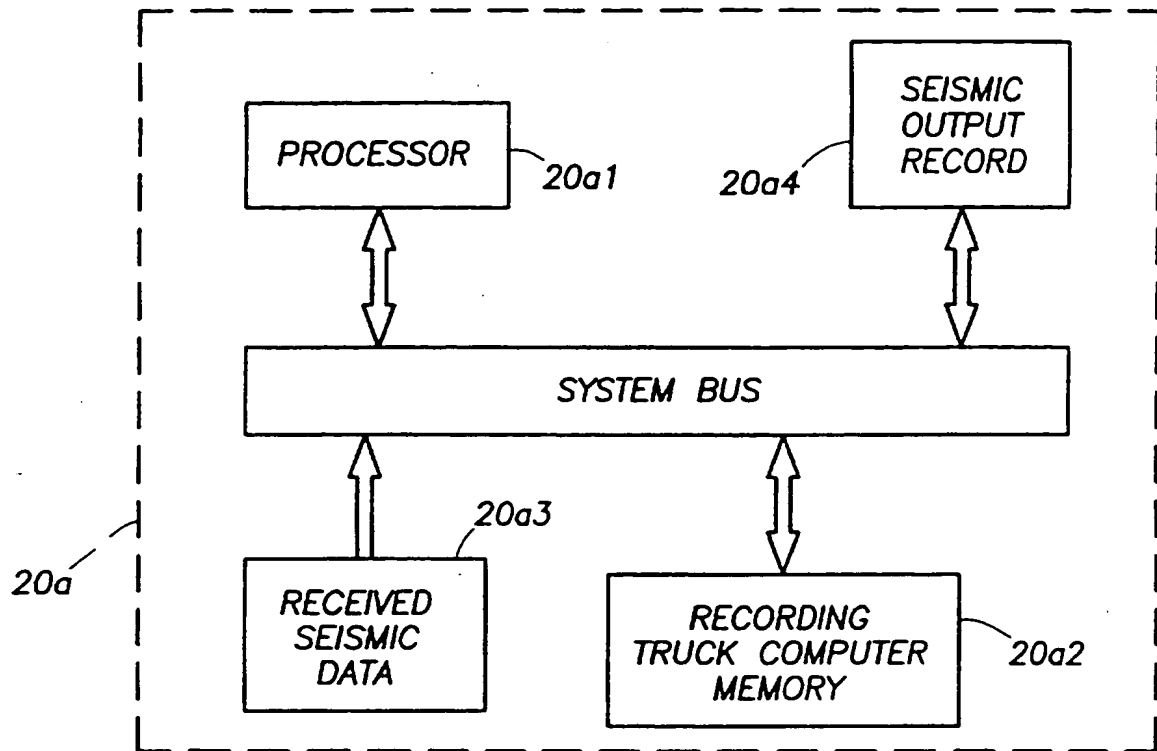 PROCESSOR
20a1
SEISMIC
OUTPUT
RECORD
20a4
SYSTEM BUS
20a3
20a
RECEIVED
SEISMIC
DATA
RECORDING
TRUCK COMPUTER
MEMORY
20a2